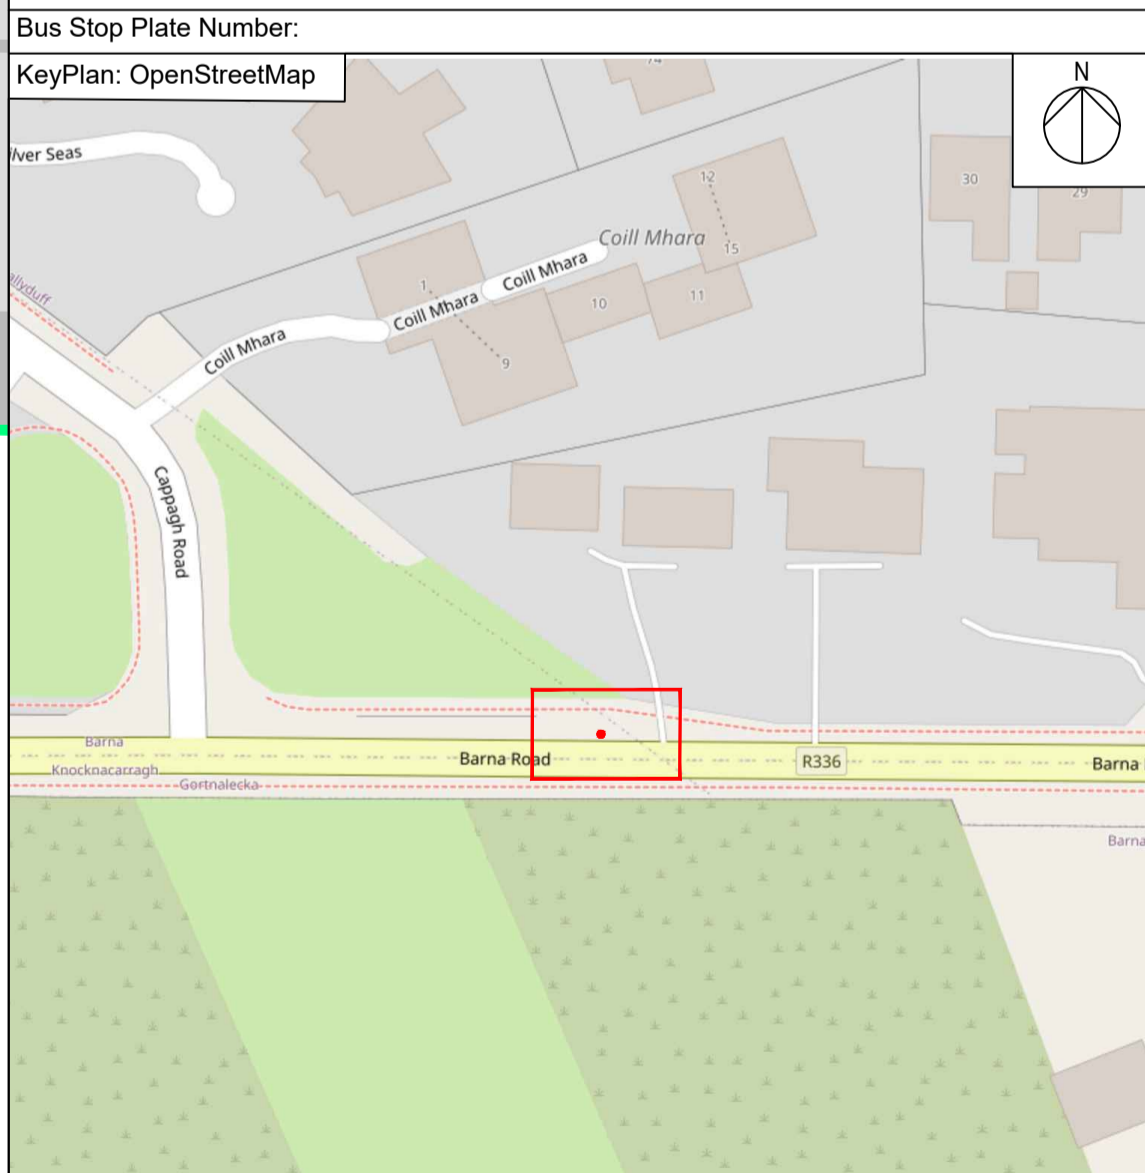 Bus Stop Plate Number:
KeyPlan: OpenStreetMap
N
lver Seas
12
30
29
Coill Mhara
15
Coill Mhara
1
Coill Mhara
10
11
allyduff
Coill Mhara
9
Cappagh Road
Barna
Barna Road
R336
Barna
Knocknacarragh
Gortnalecka
Barna